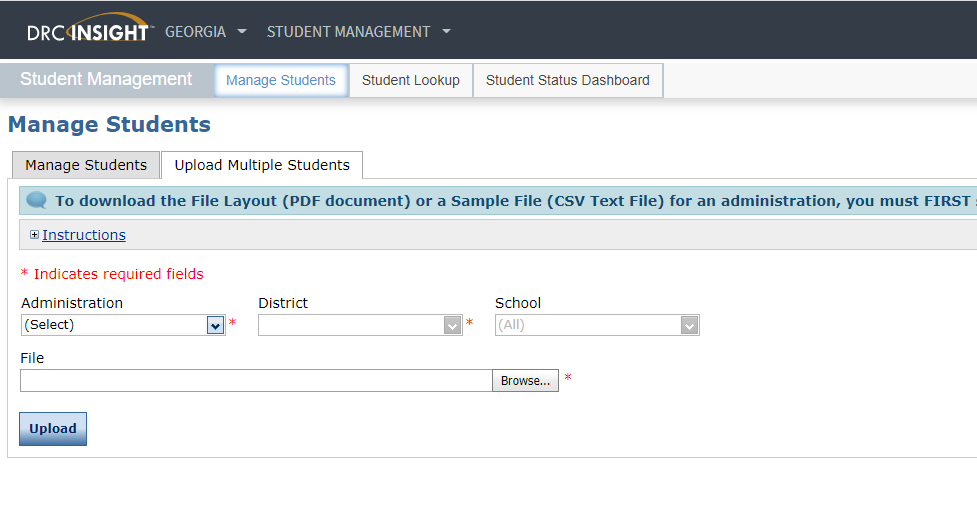 DRC INSIGHT GEORGIA STUDENT MANAGEMENT
Student Management Manage Students Student Lookup Student Status Dashboard
Manage Students
Manage Students Upload Multiple Students
To download the File Layout (PDF document) or a Sample File (CSV Text File) for an administration, you must FIRST
Instructions
* Indicates required fields
Administration District School
(Select) * * (All)
File
Browse... *
Upload